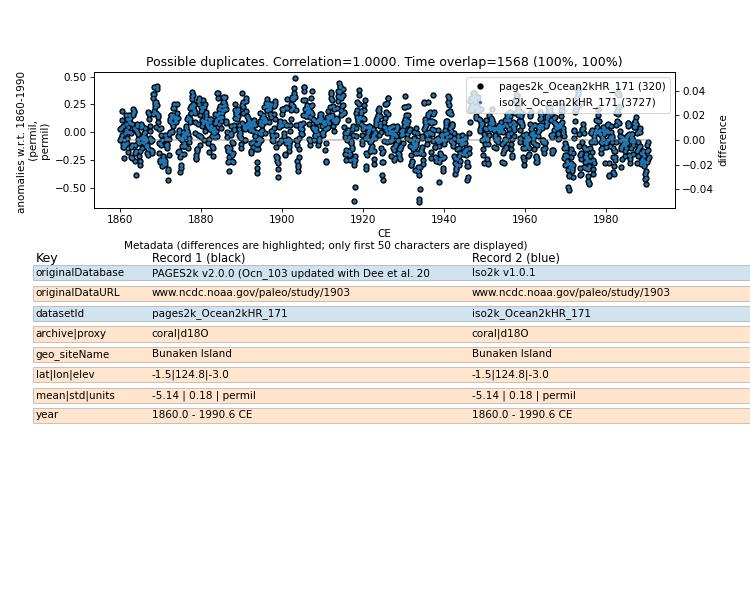 Possible duplicates. Correlation=1.0000. Time overlap=1568 (100%, 100%)
anomalies w.r.t. 1860-1990
(permil,
permil)
0.50
0.25
0.00
−0.25
−0.50
pages2k_Ocean2kHR_171 (320)
iso2k_Ocean2kHR_171 (3727)
0.04
0.02
0.00
−0.02
−0.04
difference
1860 1880 1900 1920 1940 1960 1980
CE
Metadata (differences are highlighted; only first 50 characters are displayed)
Key Record 1 (black) Record 2 (blue)
originalDatabase PAGES2k v2.0.0 (Ocn_103 updated with Dee et al. 20 Iso2k v1.0.1
originalDataURL www.ncdc.noaa.gov/paleo/study/1903 www.ncdc.noaa.gov/paleo/study/1903
datasetId pages2k_Ocean2kHR_171 iso2k_Ocean2kHR_171
archive|proxy coral|d18O coral|d18O
geo_siteName Bunaken Island Bunaken Island
lat|lon|elev -1.5|124.8|-3.0 -1.5|124.8|-3.0
mean|std|units -5.14 | 0.18 | permil -5.14 | 0.18 | permil
year 1860.0 - 1990.6 CE 1860.0 - 1990.6 CE